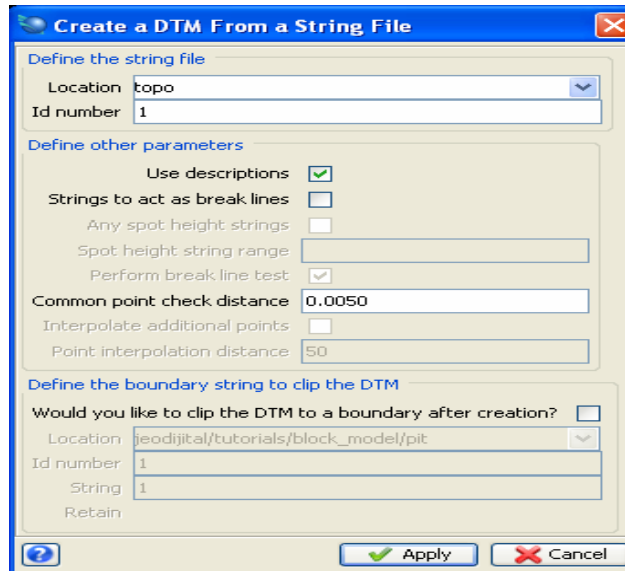 Create a DTM From a String File
Define the string file
Location topo
Id number 1
Define other parameters
Use descriptions
Strings to act as break lines
Any spot height strings
Spot height string range
Perform break line test
Common point check distance 0.0050
Interpolate additional points
Point interpolation distance 50
Define the boundary string to clip the DTM
Would you like to clip the DTM to a boundary after creation?
Location jeodijital/tutorials/block_model/pit
Id number 1
String 1
Retain
? Apply Cancel